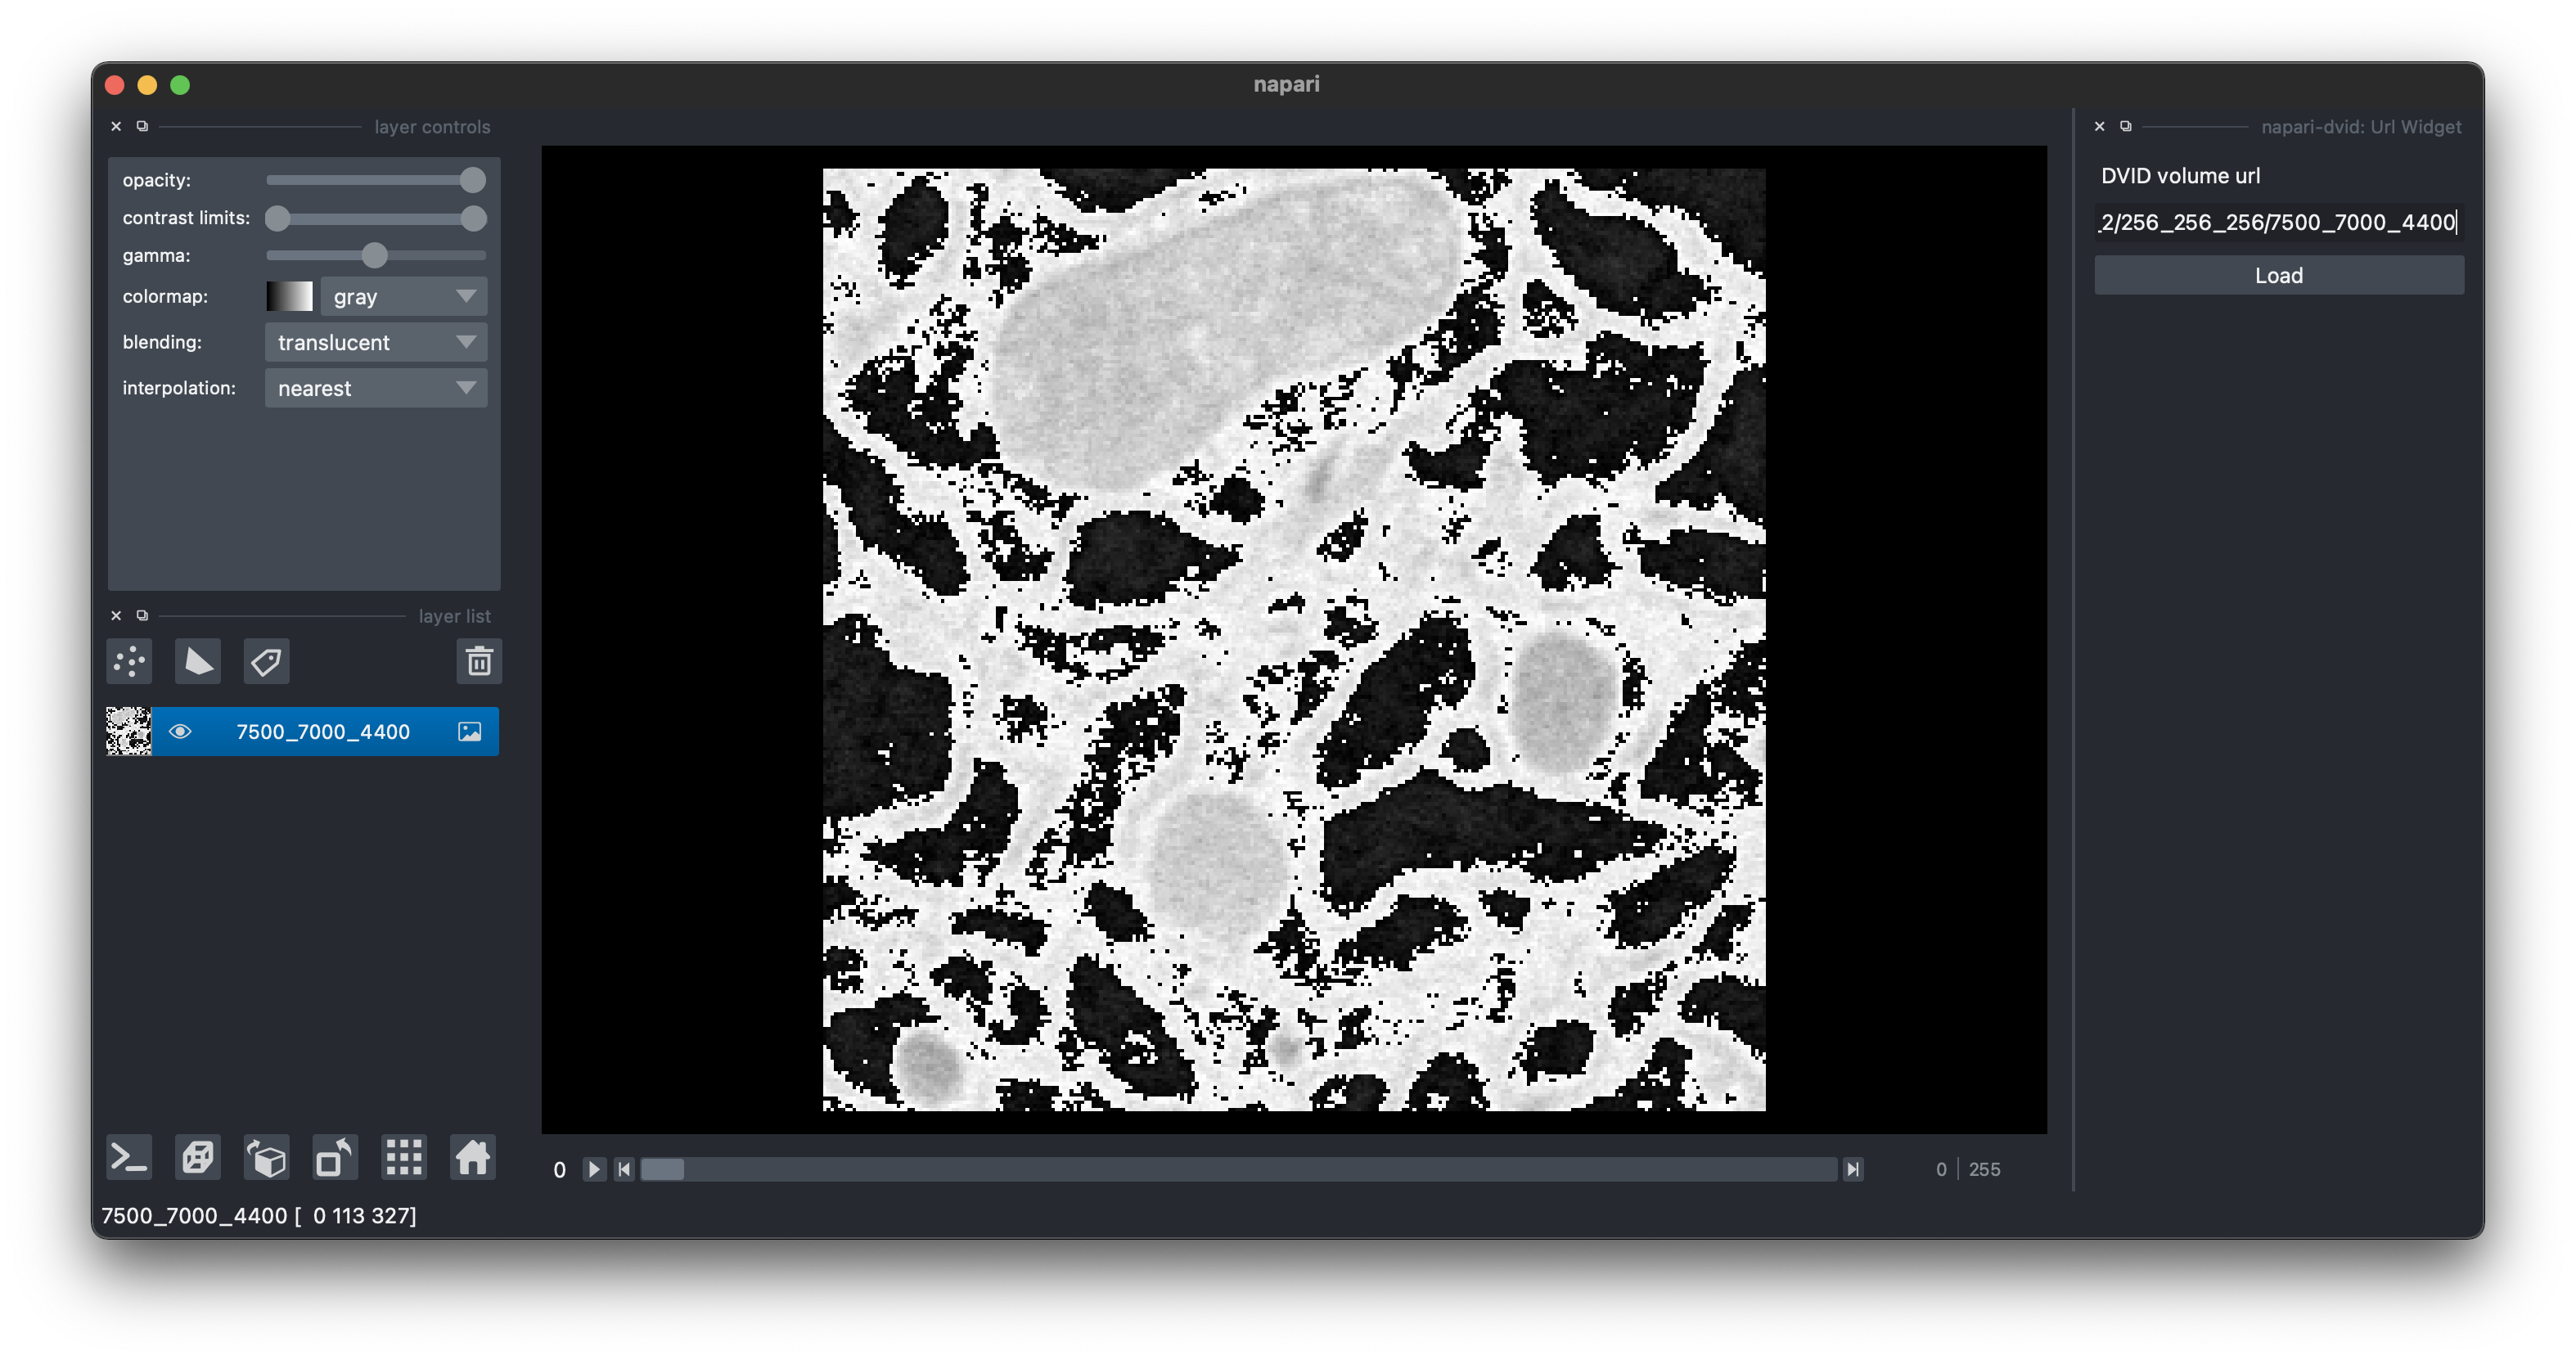 napari
layer controls
opacity:
contrast limits:
gamma:
colormap:
gray
blending:
translucent
interpolation:
nearest
layer list
7500_7000_4400
7500_7000_4400 [  0 113 327]
0
0
255
napari-dvid: Url Widget
DVID volume url
2/256_256_256/7500_7000_4400
Load